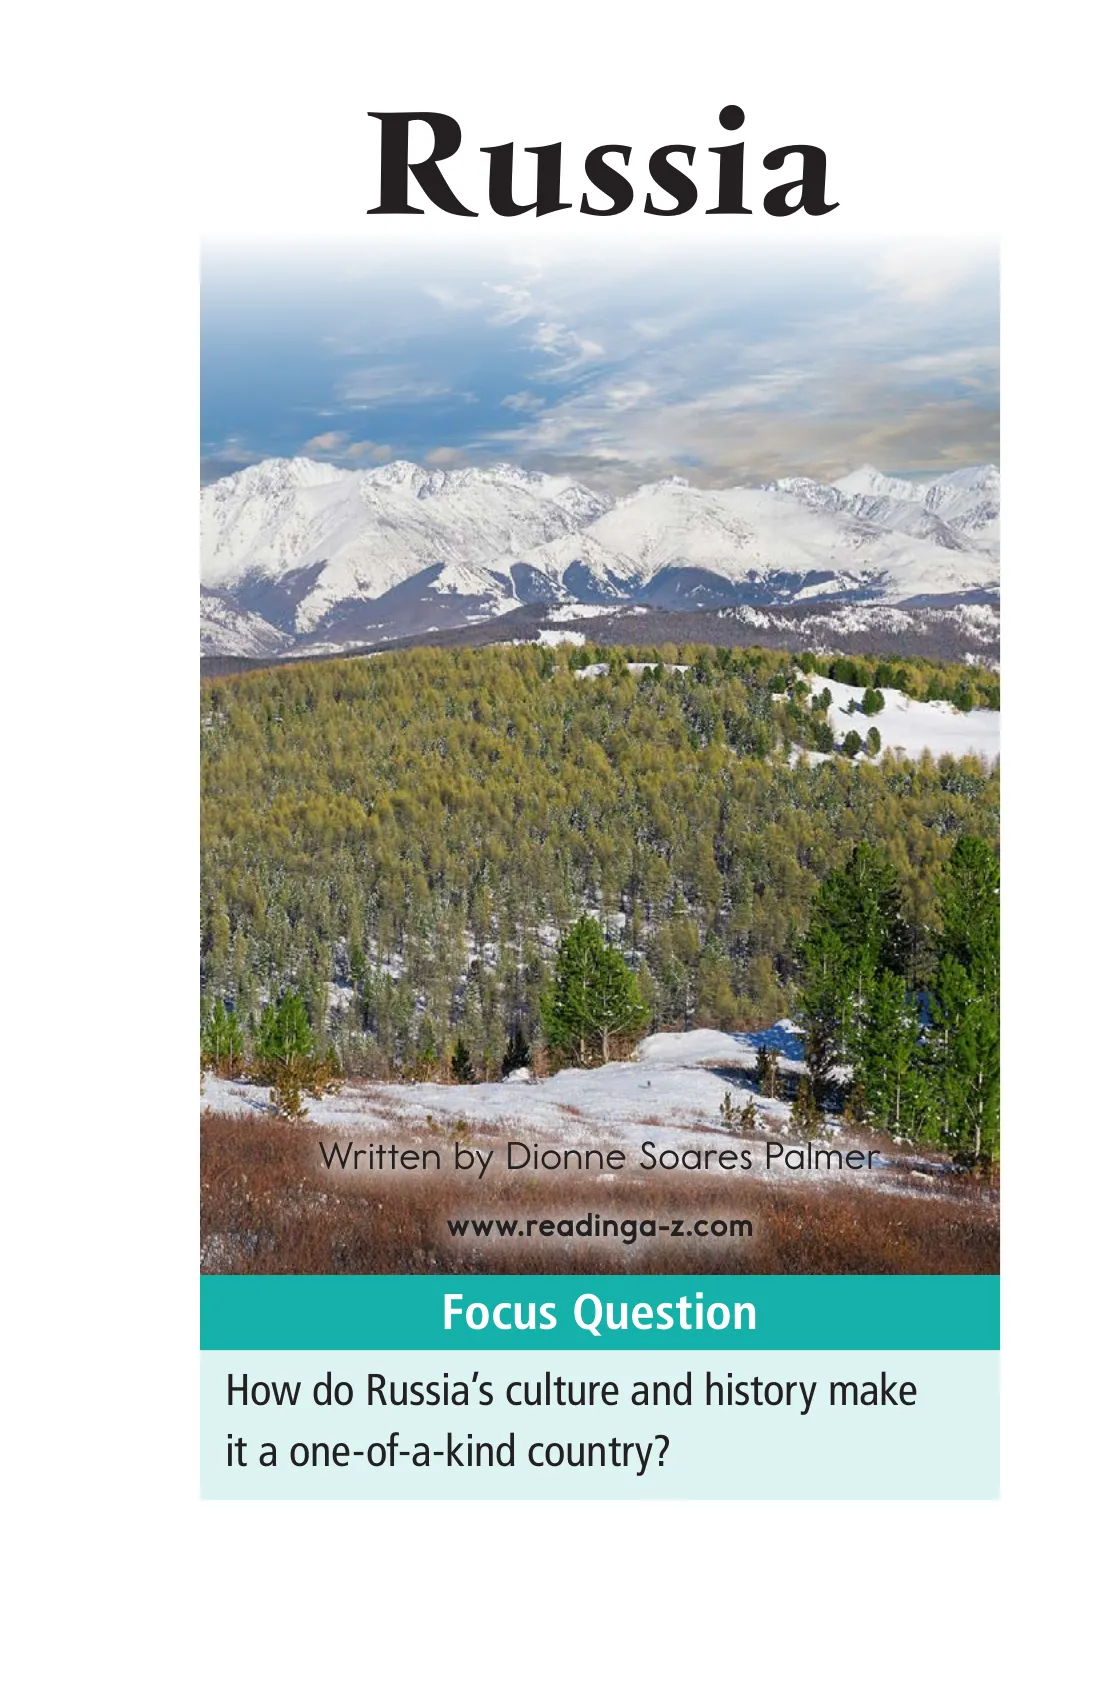 Russia
Written by Dionne Soares Palmer
www.readinga-z.com
Focus Question
How do Russia’s culture and history make
it a one-of-a-kind country?